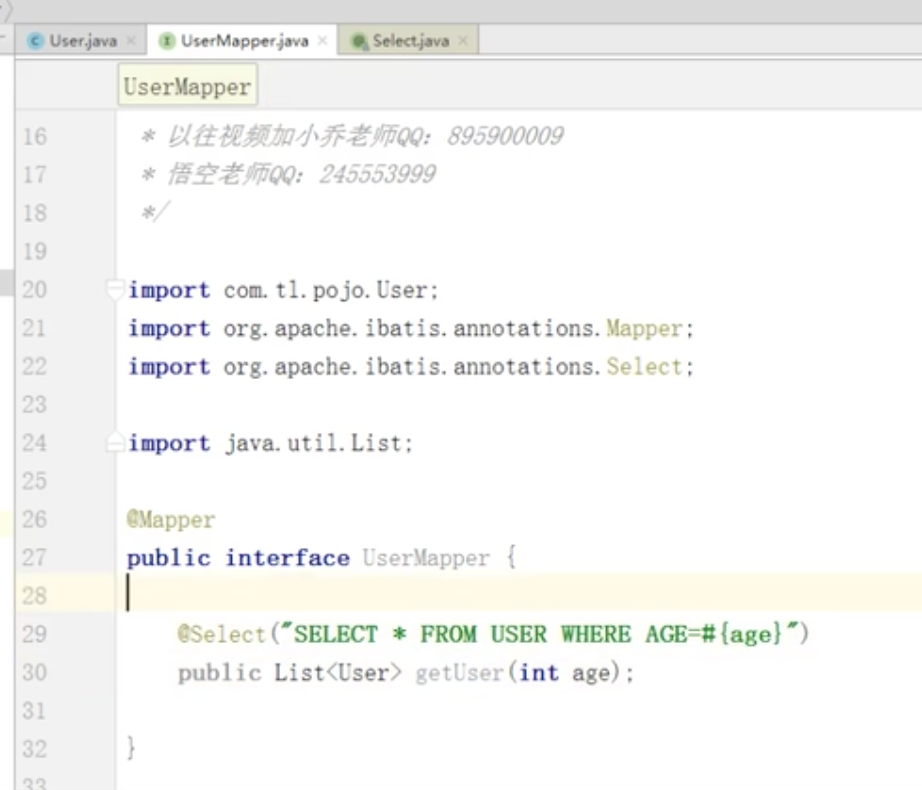 User.java
UserMapper.java
Select.java
UserMapper
16 * 以往视频加小乔老师QQ：895900009
17 * 悟空老师QQ：245553999
18 */
19
20 import com.tl.pojo.User;
21 import org.apache.ibatis.annotations.Mapper;
22 import org.apache.ibatis.annotations.Select;
23
24 import java.util.List;
25
26 @Mapper
27 public interface UserMapper {
28
29 @Select("SELECT * FROM USER WHERE AGE=#{age}")
30 public List<User> getUser(int age);
31
32 }
33